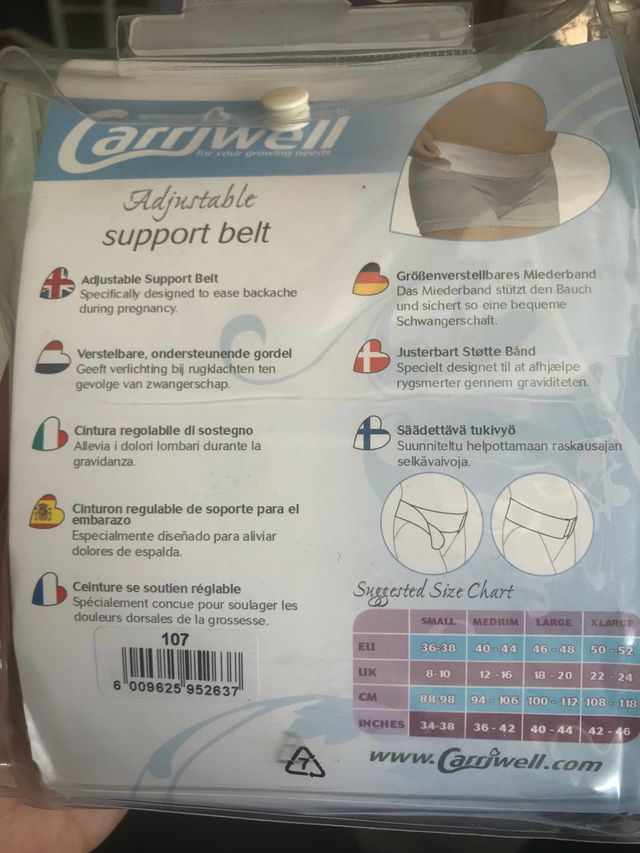 Carriwell
for your growing needs
Adjustable
support belt
Adjustable Support Belt
Specifically designed to ease backache
during pregnancy.
Verstelbare, ondersteunende gordel
Geeft verlichting bij rugklachten ten
gevolge van zwangerschap.
Cintura regolabile di sostegno
Allevia i dolori lombari durante la
gravidanza.
Cinturon regulable de soporte para el
embarazo
Especialmente diseñado para aliviar
dolores de espalda.
Ceinture se soutien réglable
Spécialement concue pour soulager les
douleurs dorsales de la grossesse.
107
6 009625 952637
Größenverstellbares Miederband
Das Miederband stützt den Bauch
und sichert so eine bequeme
Schwangerschaft.
Justerbart Støtte Bånd
Specielt designet til at afhjælpe
rygsmerter gennem graviditeten.
Säädettävä tukivyö
Suunniteltu helpottamaan raskausajan
selkävaivoja.
Suggested Size Chart
SMALL MEDIUM LARGE XLARGE
EU 36-38 40 - 44 46 - 48 50 - 52
UK 8-10 12 - 16 18 - 20 22 - 24
CM 88-98 94 - 106 100 - 112 108 - 118
INCHES 34-38 36 - 42 40 - 44 42 - 46
7
www.Carriwell.com